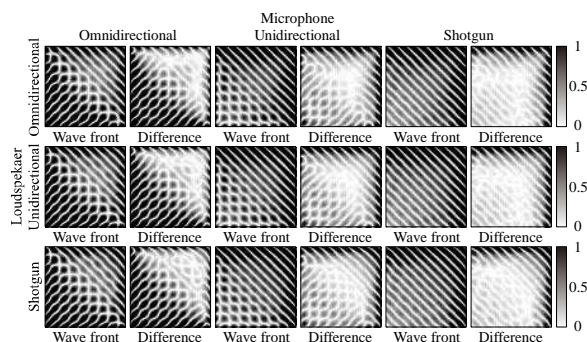 Microphone
Omnidirectional Unidirectional Shotgun
Loudspekaer
Omnidirectional
1
0.5
0
Wave front Difference Wave front Difference Wave front Difference
Unidirectional
1
0.5
0
Wave front Difference Wave front Difference Wave front Difference
Shotgun
1
0.5
0
Wave front Difference Wave front Difference Wave front Difference